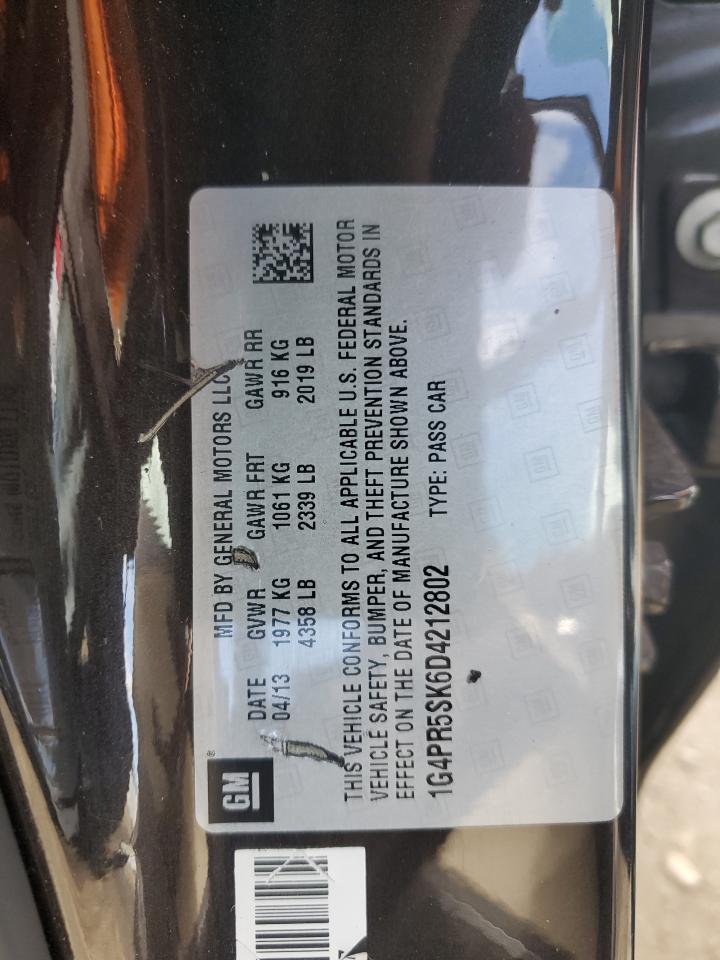 GM®
MFD BY GENERAL MOTORS LLC
DATE GVWR GAWR FRT GAWR RR
04/13 1977 KG 1061 KG 916 KG
4358 LB 2339 LB 2019 LB
THIS VEHICLE CONFORMS TO ALL APPLICABLE U.S. FEDERAL MOTOR
VEHICLE SAFETY, BUMPER, AND THEFT PREVENTION STANDARDS IN
EFFECT ON THE DATE OF MANUFACTURE SHOWN ABOVE.
1G4PR5SK6D4212802 TYPE: PASS CAR